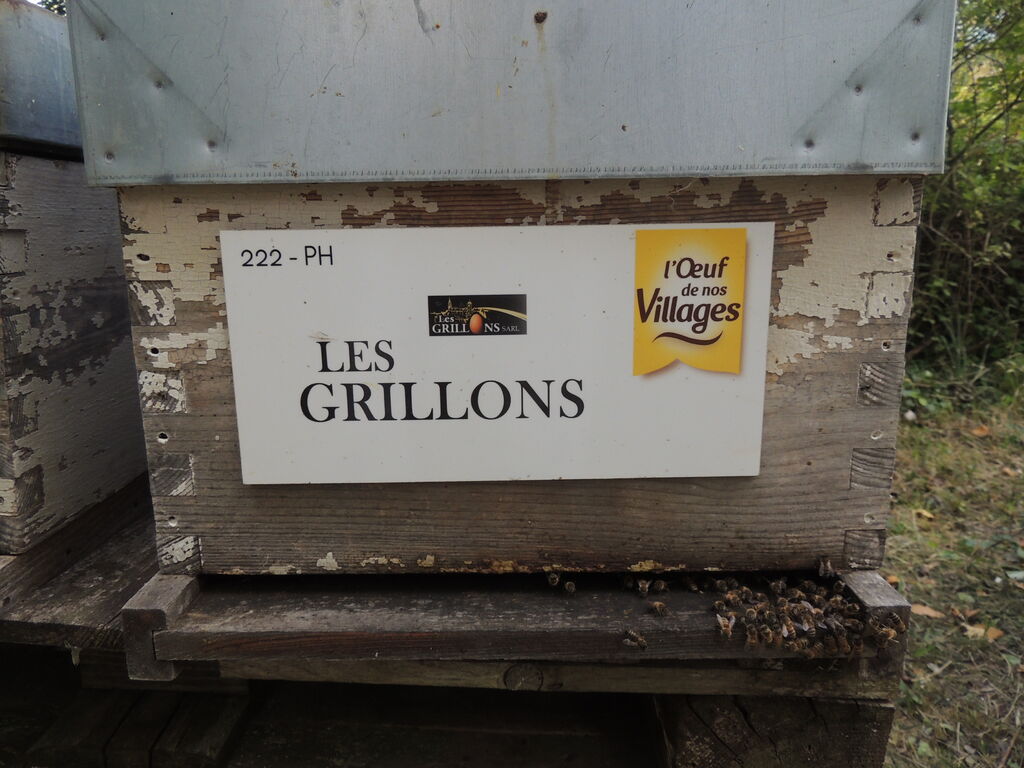 222 - PH
l'Œuf
de nos
Villages
Les
GRILLONS SARL
LES
GRILLONS